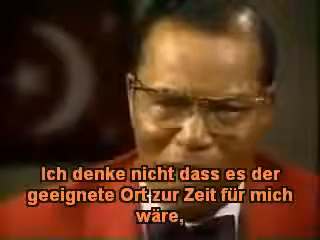 Ich denke nicht dass es der
geeignete Ort zur Zeit für mich
wäre,